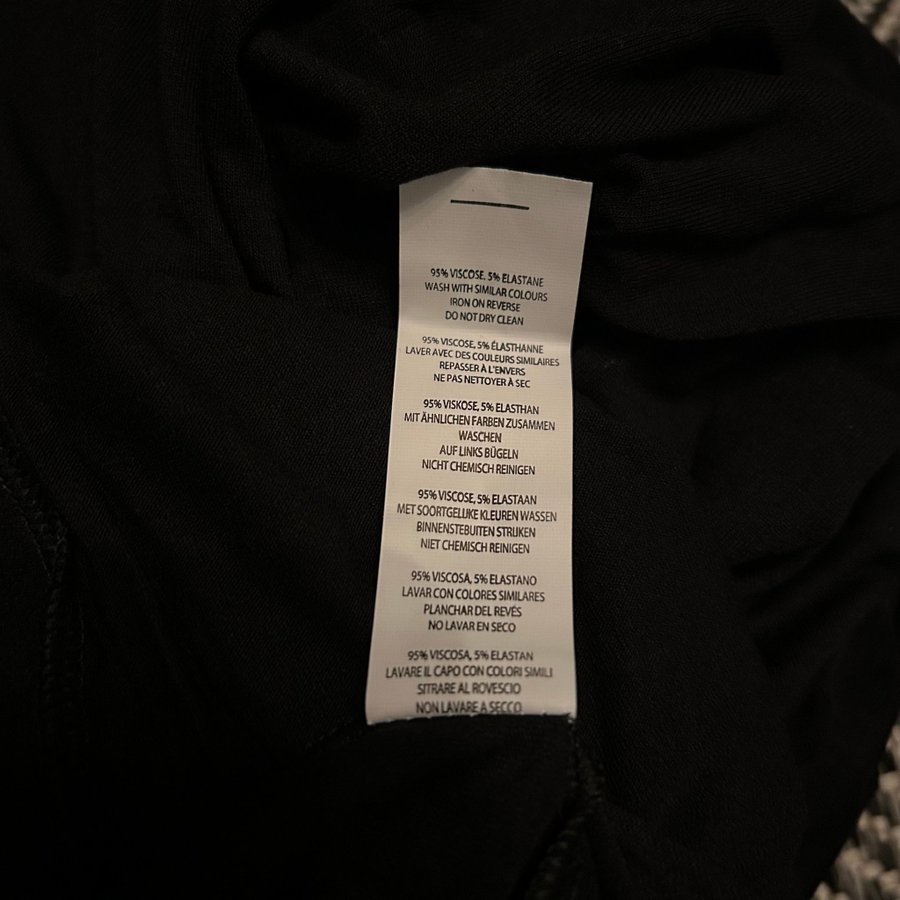 95% VISCOSE, 5% ELASTANE
WASH WITH SIMILAR COLOURS
IRON ON REVERSE
DO NOT DRY CLEAN
95% VISCOSE, 5% ÉLASTHANNE
LAVER AVEC DES COULEURS SIMILAIRES
REPASSER À L'ENVERS
NE PAS NETTOYER À SEC
95% VISKOSE, 5% ELASTHAN
MIT ÄHNLICHEN FARBEN ZUSAMMEN
WASCHEN
AUF LINKS BÜGELN
NICHT CHEMISCH REINIGEN
95% VISCOSE, 5% ELASTAAN
MET SOORTGELIJKE KLEUREN WASSEN
BINNENSTEBUITEN STRIJKEN
NIET CHEMISCH REINIGEN
95% VISCOSA, 5% ELASTANO
LAVAR CON COLORES SIMILARES
PLANCHAR DEL REVÉS
NO LAVAR EN SECO
95% VISCOSA, 5% ELASTAN
LAVARE IL CAPO CON COLORI SIMILI
SITRARE AL ROVESCIO
NON LAVARE A SECCO